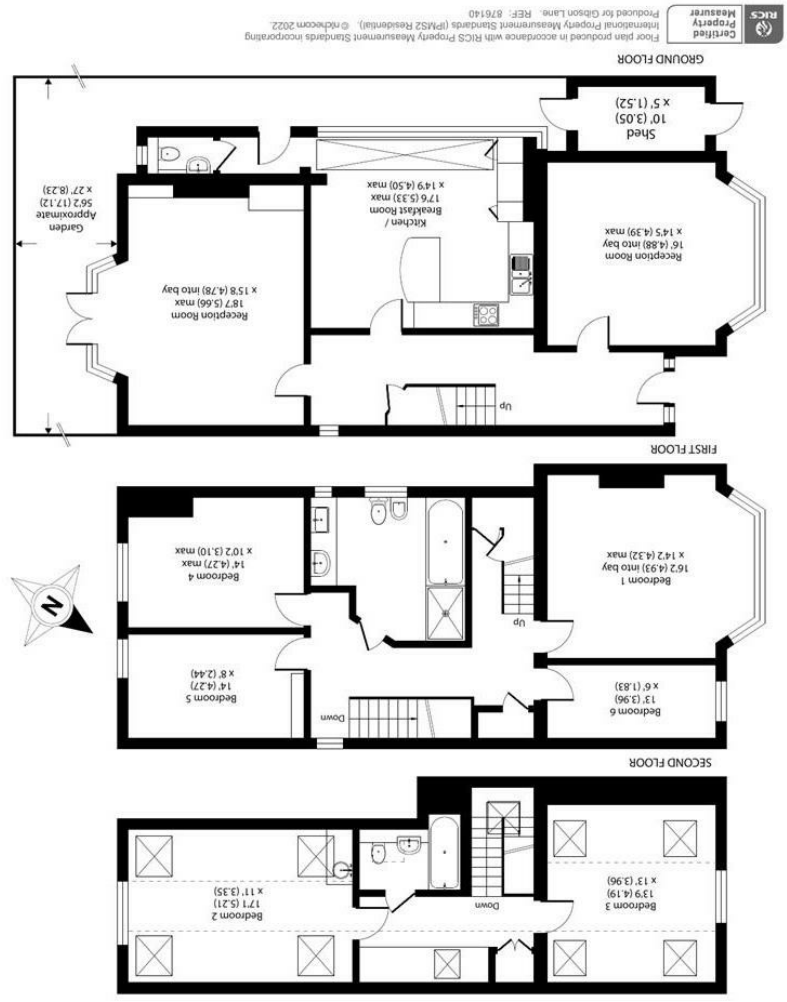 SECOND FLOOR
Bedroom 3
13'9 (4.19)
x 13' (3.96)
Down
Bedroom 2
17'1 (5.21)
x 11' (3.35)
FIRST FLOOR
Bedroom 6
13' (3.96)
x 6' (1.83)
Down
Bedroom 5
14' (4.27)
x 8' (2.44)
Bedroom 1
16'2 (4.93) into bay
x 14'2 (4.32) max
Up
Bedroom 4
14' (4.27) max
x 10'2 (3.10) max
N
GROUND FLOOR
Up
Reception Room
16' (4.88) into bay
x 14'5 (4.39) max
Kitchen /
Breakfast Room
17'6 (5.33) max
x 14'9 (4.50) max
Reception Room
18'7 (5.66) max
x 15'8 (4.78) into bay
Garden
Approximate
56'2 (17.12)
x 27' (8.23)
Shed
10' (3.05)
x 5' (1.52)
RICS
Certified
Property
Measurer
Floor plan produced in accordance with RICS Property Measurement Standards incorporating
International Property Measurement Standards (IPMS2 Residential). © nichecom 2022.
Produced for Gibson Lane. REF: 876140